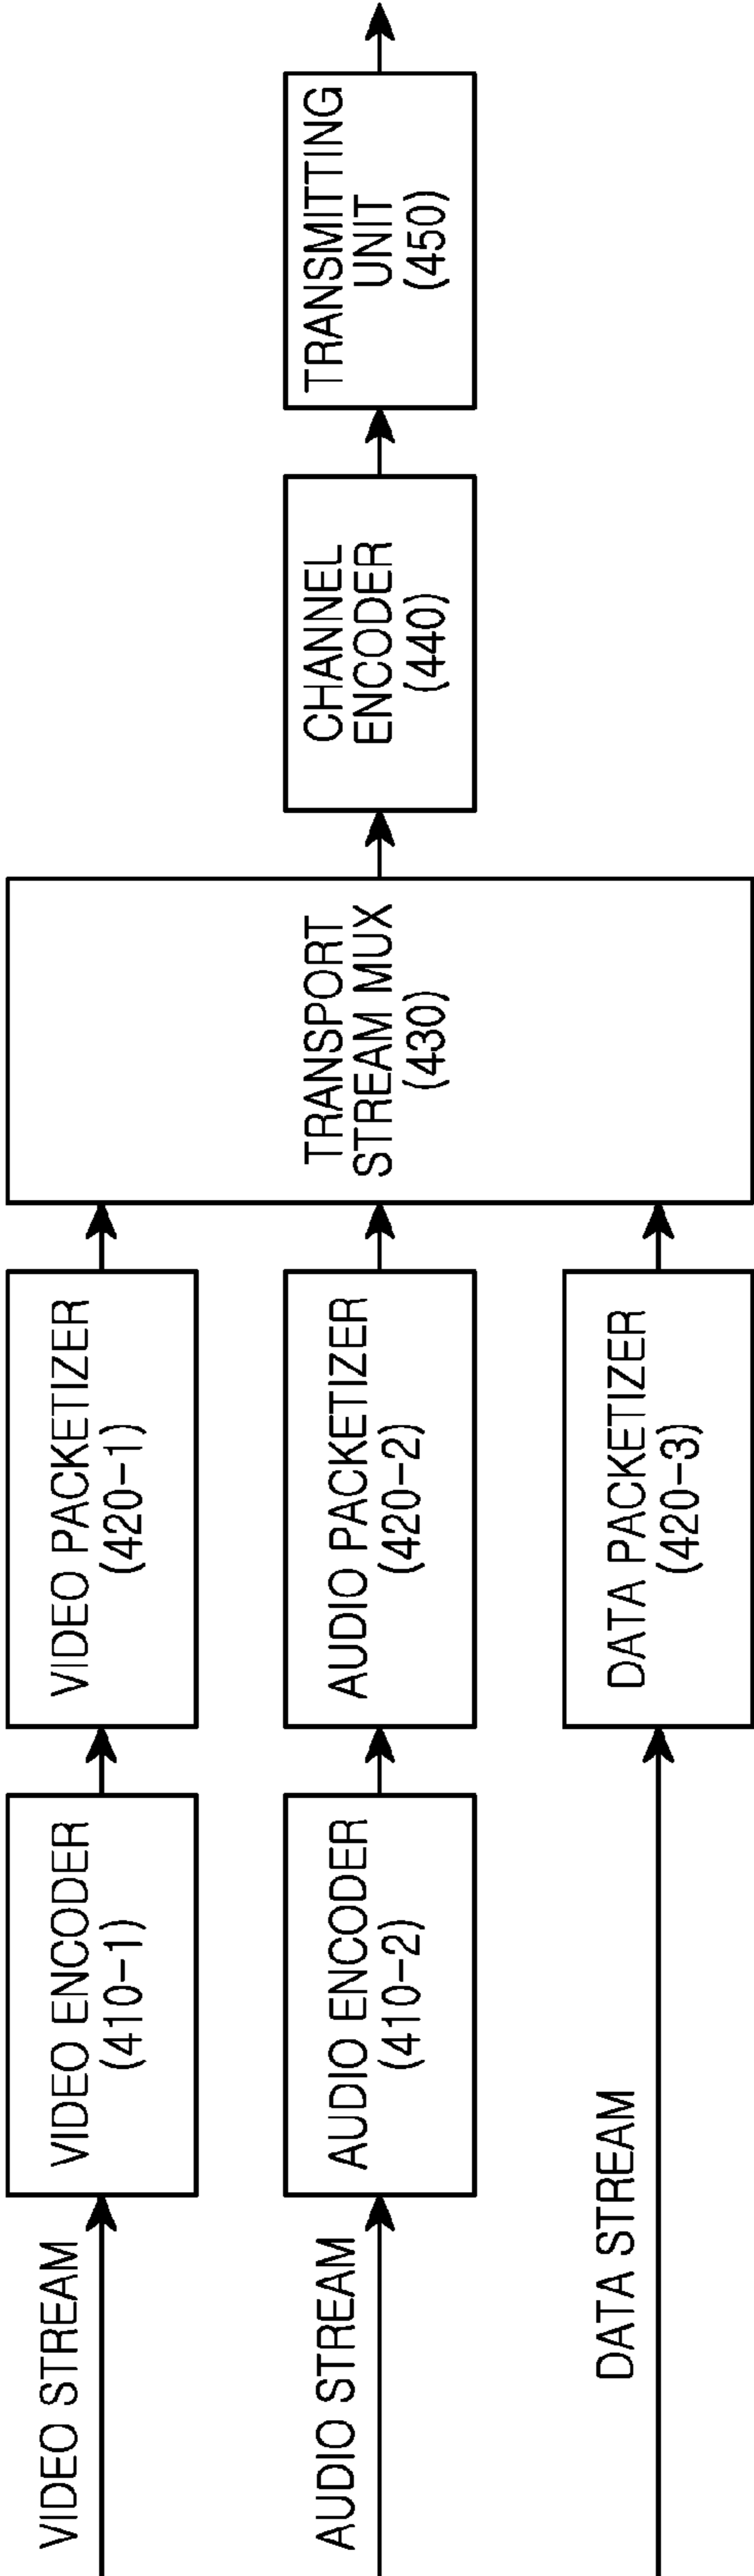 VIDEO STREAM
VIDEO ENCODER
(410-1)
VIDEO PACKETIZER
(420-1)
AUDIO STREAM
AUDIO ENCODER
(410-2)
AUDIO PACKETIZER
(420-2)
DATA STREAM
DATA PACKETIZER
(420-3)
TRANSPORT
STREAM MUX
(430)
CHANNEL
ENCODER
(440)
TRANSMITTING
UNIT
(450)